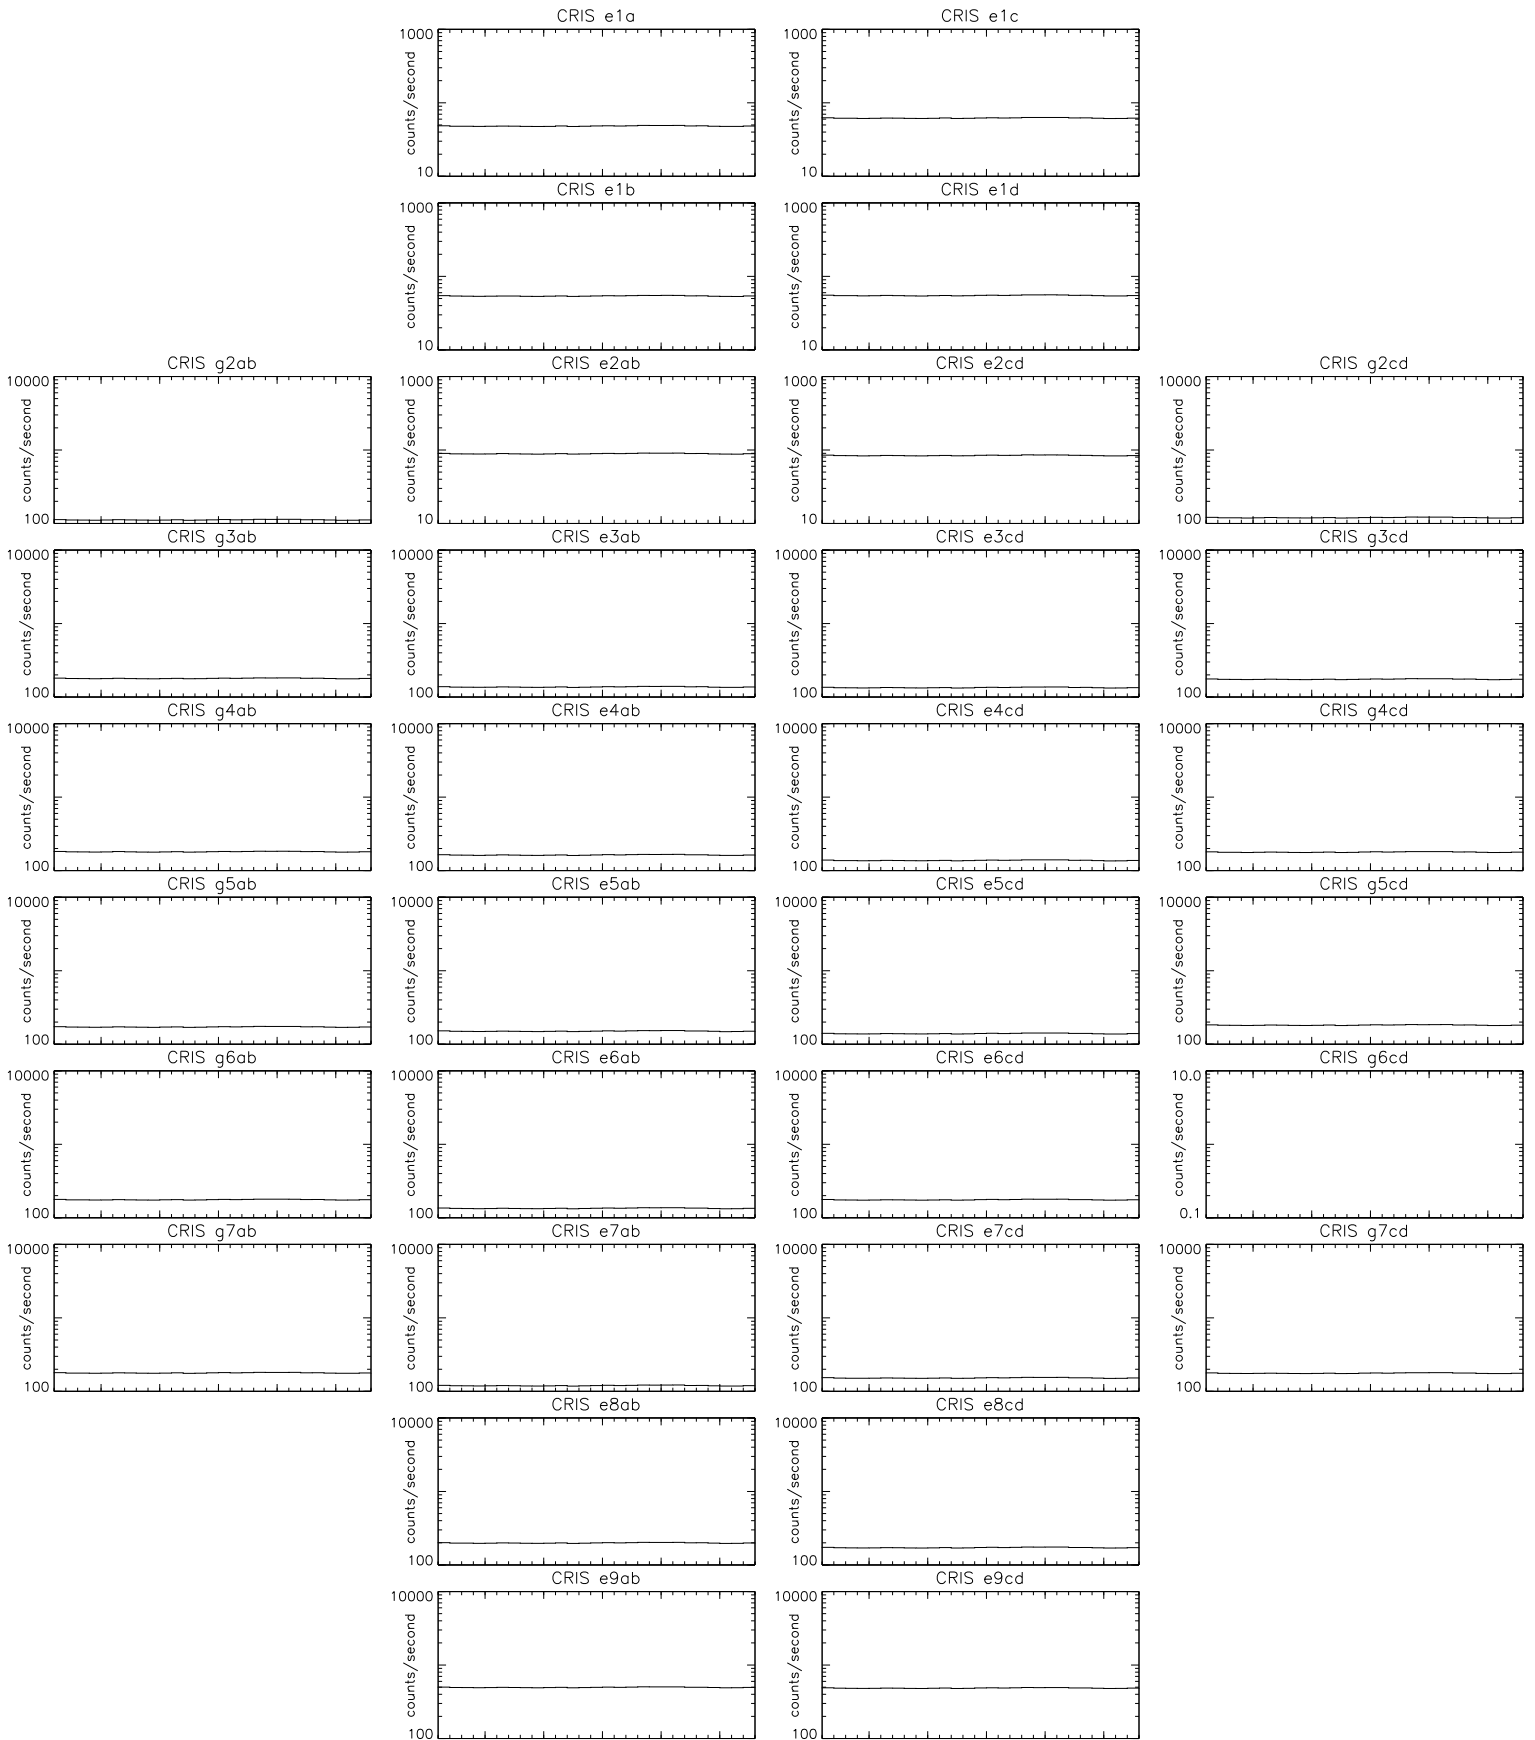 CRIS e1a
CRIS e1c
1000
counts/second
10
1000
counts/second
10
CRIS e1b
CRIS e1d
1000
counts/second
10
1000
counts/second
10
CRIS g2ab
CRIS e2ab
CRIS e2cd
CRIS g2cd
10000
counts/second
100
1000
counts/second
10
1000
counts/second
10
10000
counts/second
100
CRIS g3ab
CRIS e3ab
CRIS e3cd
CRIS g3cd
10000
counts/second
100
10000
counts/second
100
10000
counts/second
100
10000
counts/second
100
CRIS g4ab
CRIS e4ab
CRIS e4cd
CRIS g4cd
10000
counts/second
100
10000
counts/second
100
10000
counts/second
100
10000
counts/second
100
CRIS g5ab
CRIS e5ab
CRIS e5cd
CRIS g5cd
10000
counts/second
100
10000
counts/second
100
10000
counts/second
100
10000
counts/second
100
CRIS g6ab
CRIS e6ab
CRIS e6cd
CRIS g6cd
10000
counts/second
100
10000
counts/second
100
10000
counts/second
100
10.0
counts/second
0.1
CRIS g7ab
CRIS e7ab
CRIS e7cd
CRIS g7cd
10000
counts/second
100
10000
counts/second
100
10000
counts/second
100
10000
counts/second
100
CRIS e8ab
CRIS e8cd
10000
counts/second
100
10000
counts/second
100
CRIS e9ab
CRIS e9cd
10000
counts/second
100
10000
counts/second
100